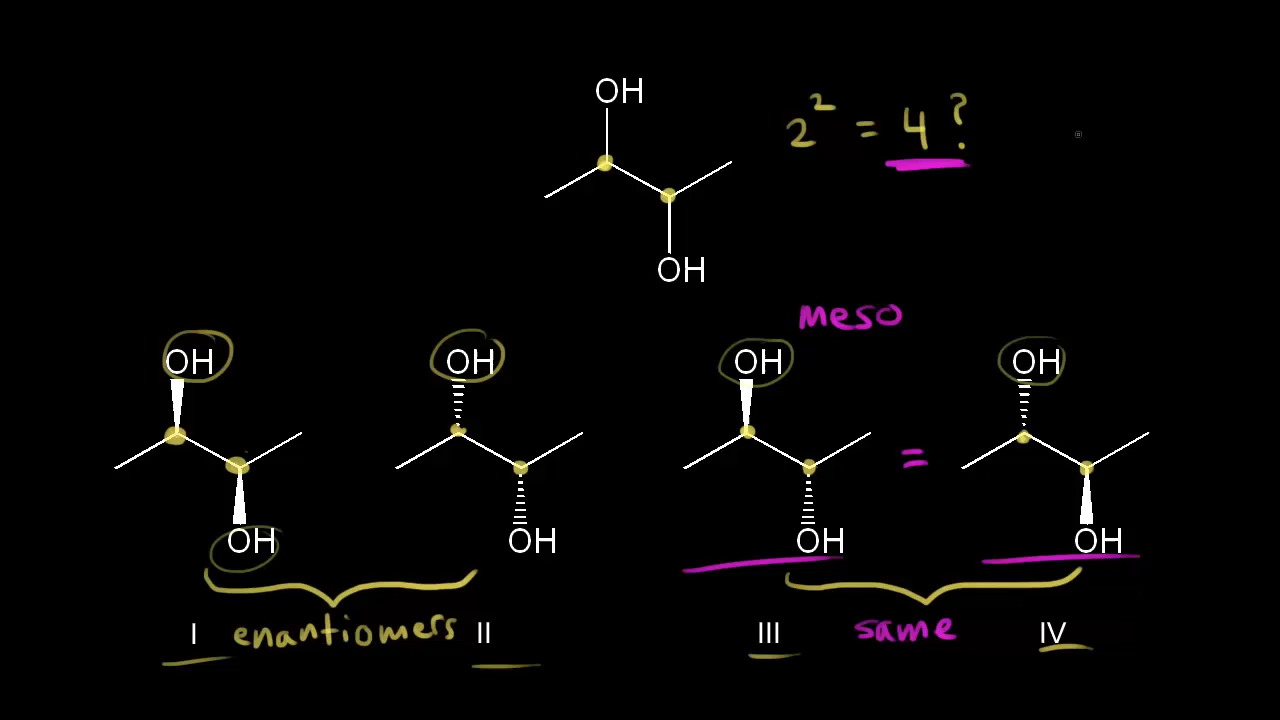 OH
2² = 4 ?
OH
meso
OH OH OH OH
=
OH OH OH OH
I enantiomers II III same IV